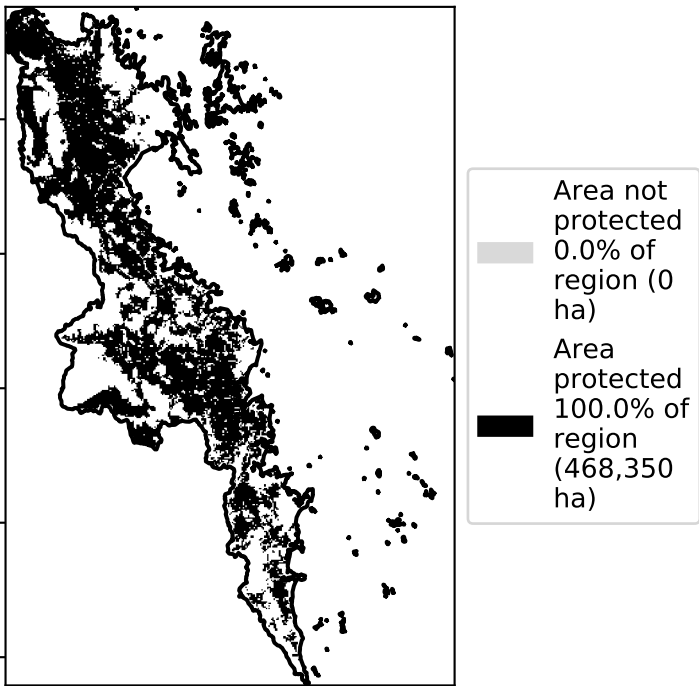 Area not
protected
0.0% of
region (0
ha)
Area
protected
100.0% of
region
(468,350
ha)